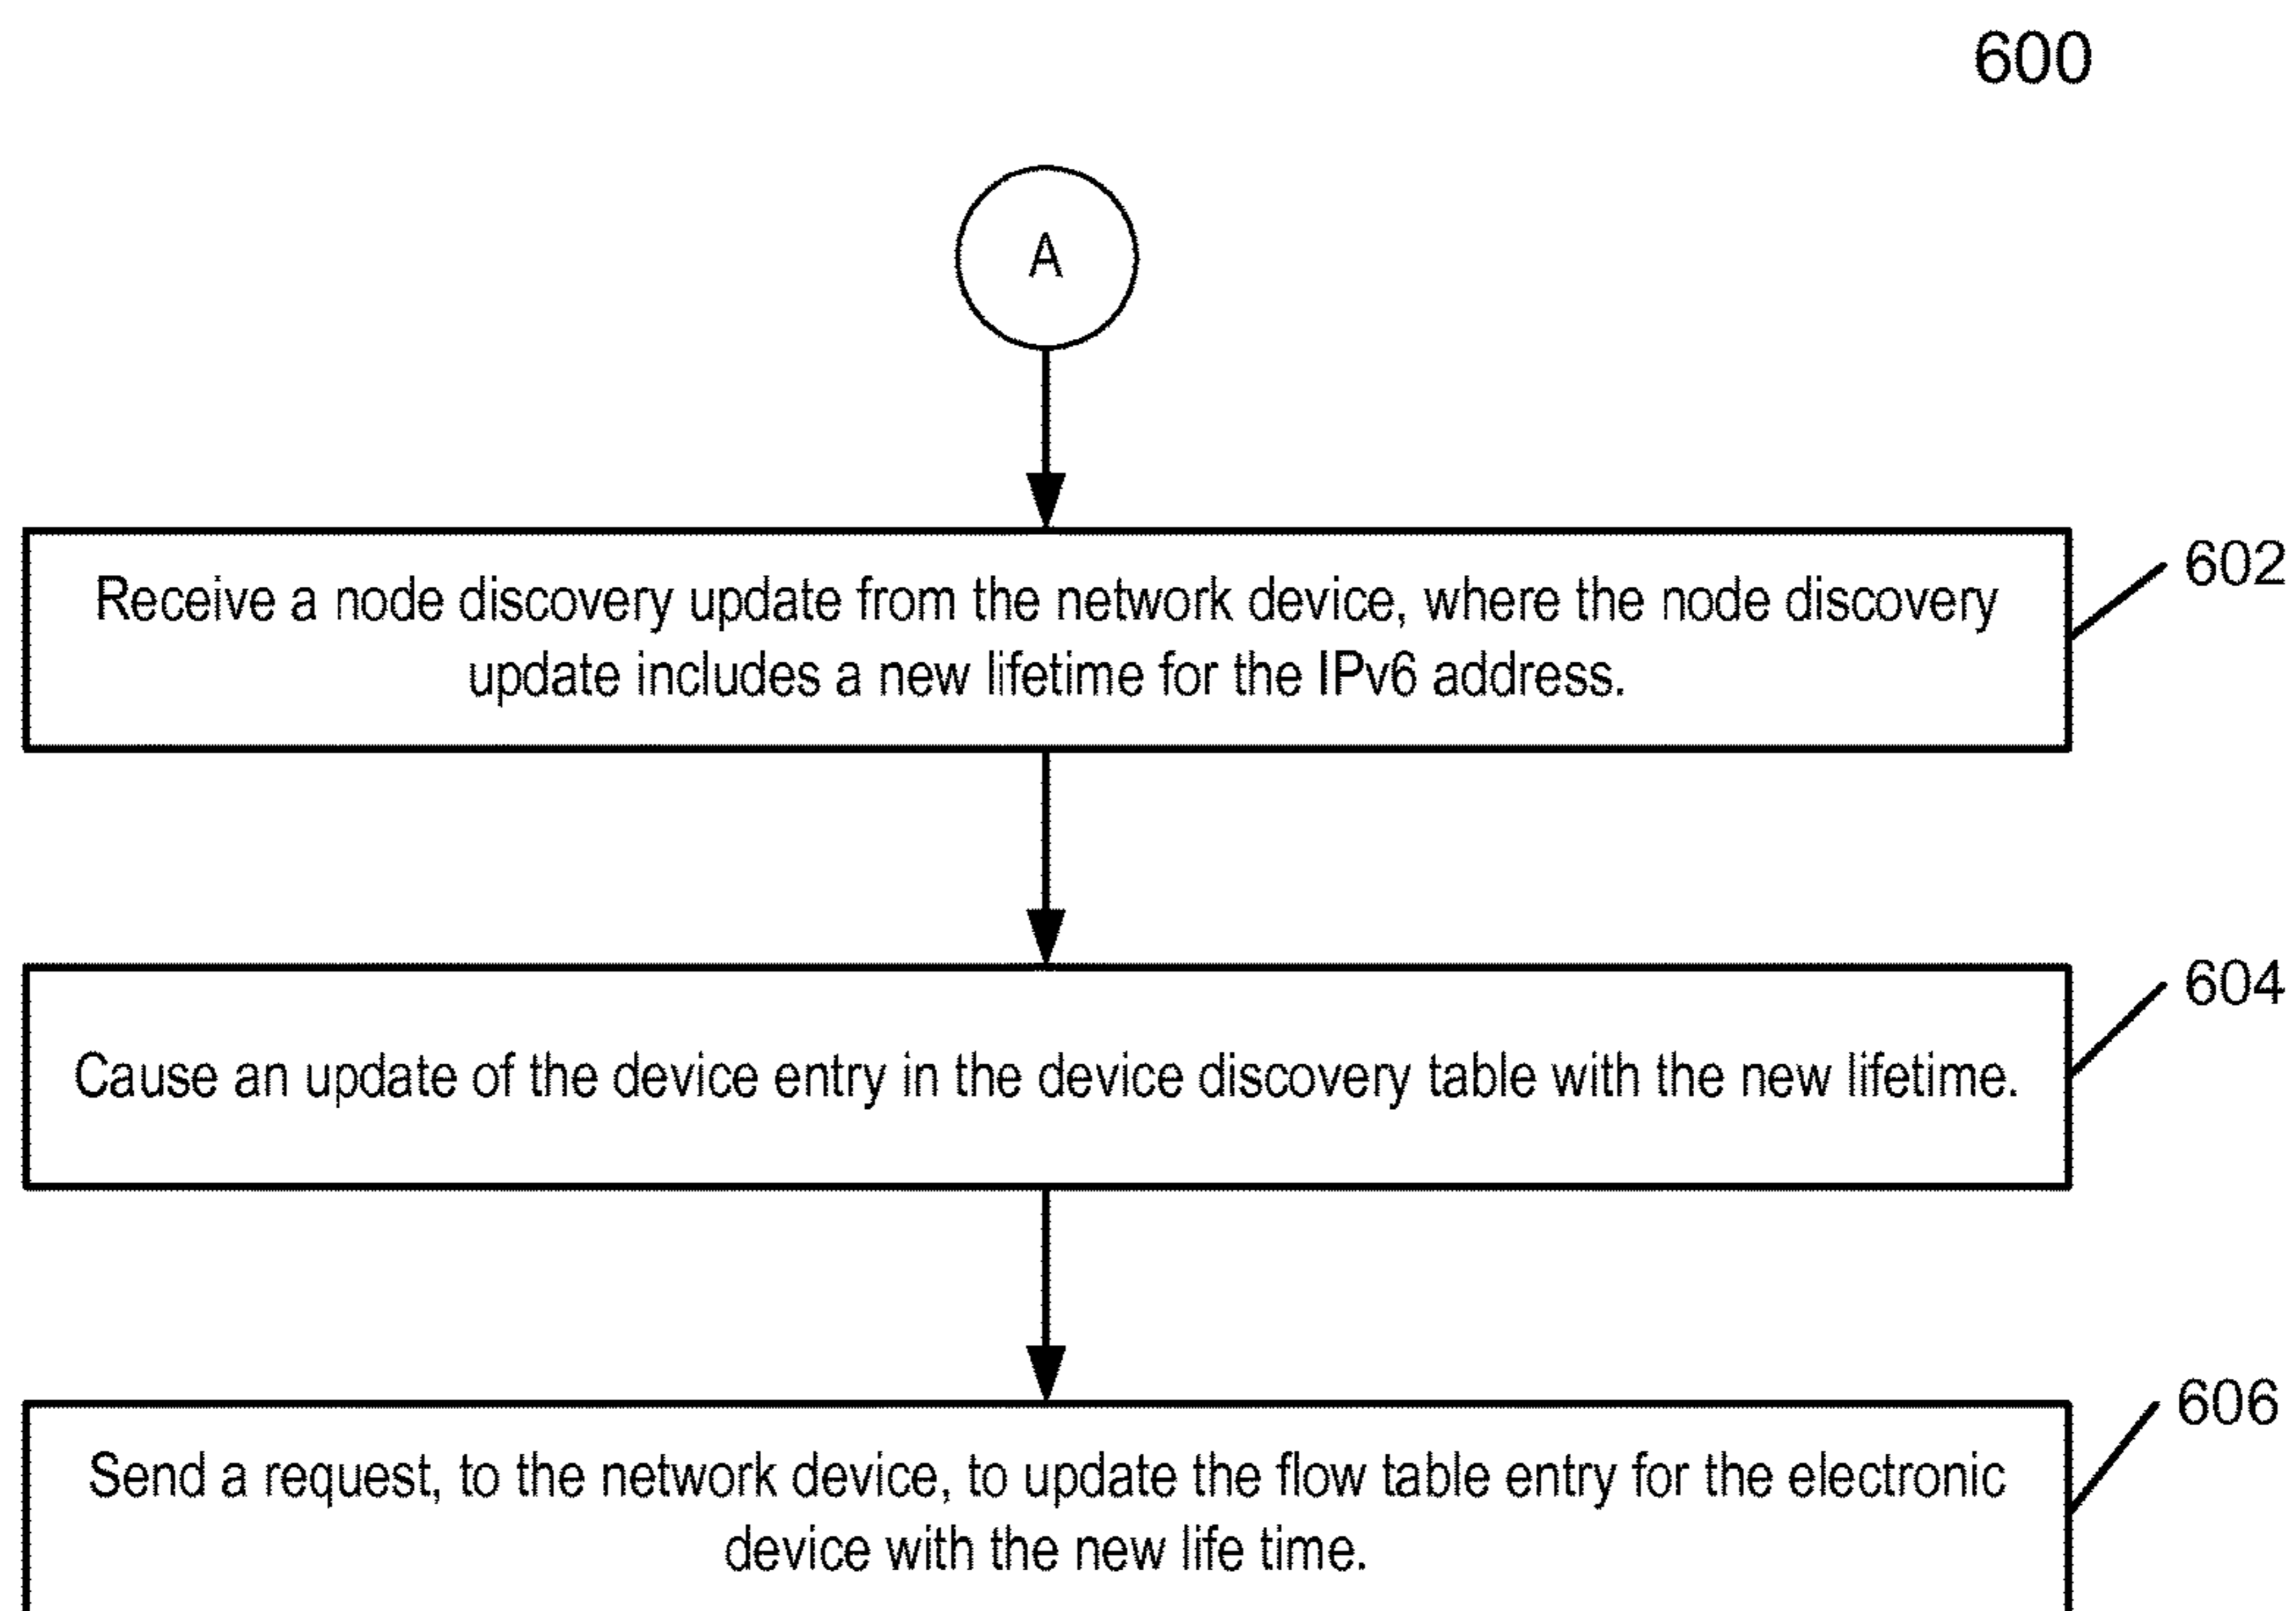 600
A
Receive a node discovery update from the network device, where the node discovery
update includes a new lifetime for the IPv6 address.
602
Cause an update of the device entry in the device discovery table with the new lifetime.
604
Send a request, to the network device, to update the flow table entry for the electronic
device with the new life time.
606